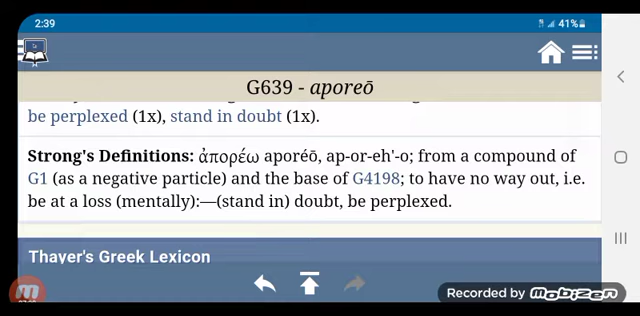 2:39
41%
G639 - aporeō
be perplexed (1x), stand in doubt (1x).
Strong's Definitions: ἀπορέω aporéō, ap-or-eh'-o; from a compound of
G1 (as a negative particle) and the base of G4198; to have no way out, i.e.
be at a loss (mentally):—(stand in) doubt, be perplexed.
Thayer's Greek Lexicon
Recorded by Mobizen